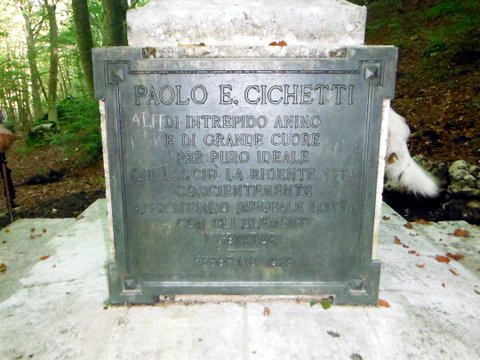 PAOLO E. CICHETTI
DI INTREPIDO ANIMO
E DI GRANDE CUORE
PER PURO IDEALE
QUI LASCIÒ LA RIDENTE VITA
COSCIENTEMENTE
AFFRONTANDO INEGUALE LOTTA
CON GLI ELEMENTI
FEBBRAIO